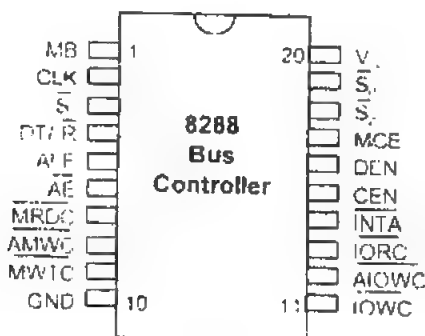 MB 1
CLK
S
DT/R
ALE
AE
MRDC
AMWC
MWTC
GND 10
8288
Bus
Controller
20 V
S
S
MCE
DEN
CEN
INTA
IORC
AIOWC
11 IOWC